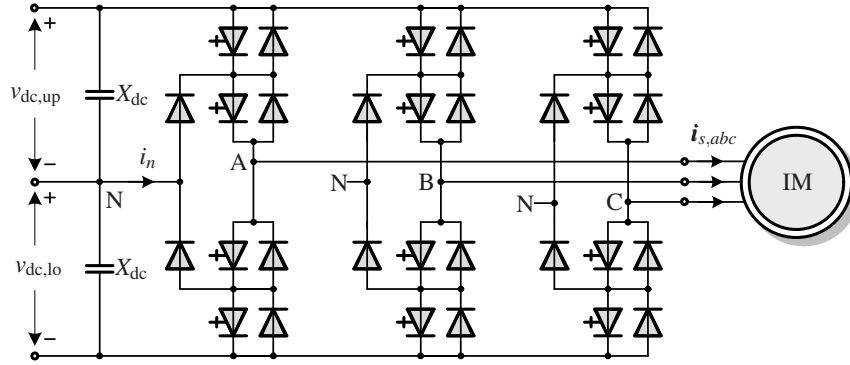 +
v_dc,up
X_dc
−
i_n
N
+
v_dc,lo
X_dc
−
A
N
B
N
C
i_s,abc
IM